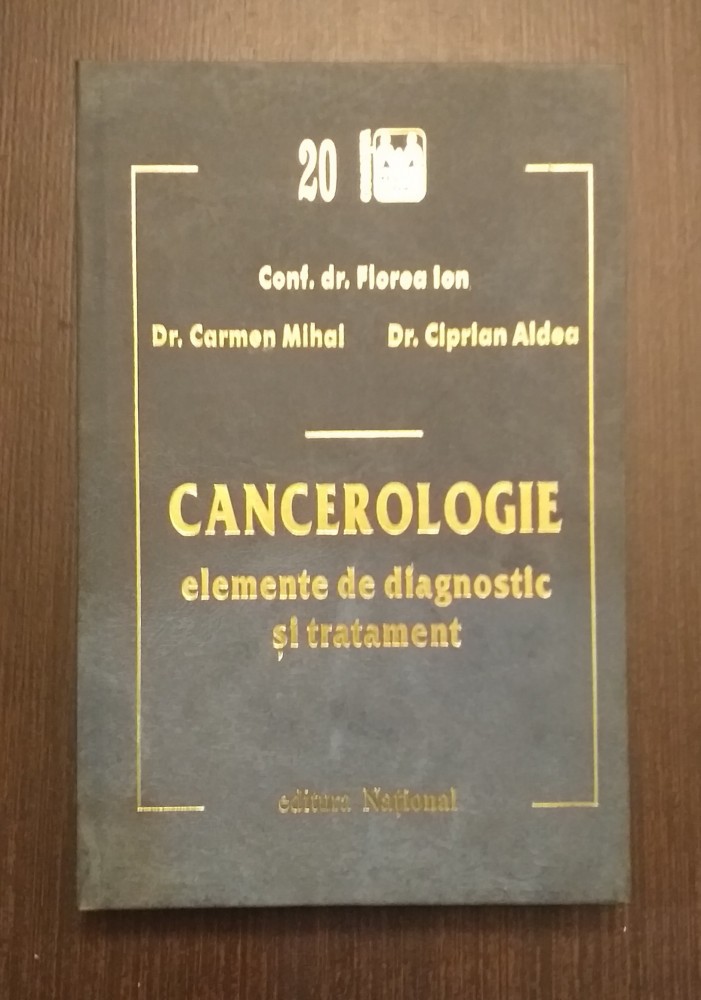 20
Conf. dr. Florea Ion
Dr. Carmen Mihai Dr. Ciprian Aldea
CANCEROLOGIE
elemente de diagnostic
și tratament
editura Național